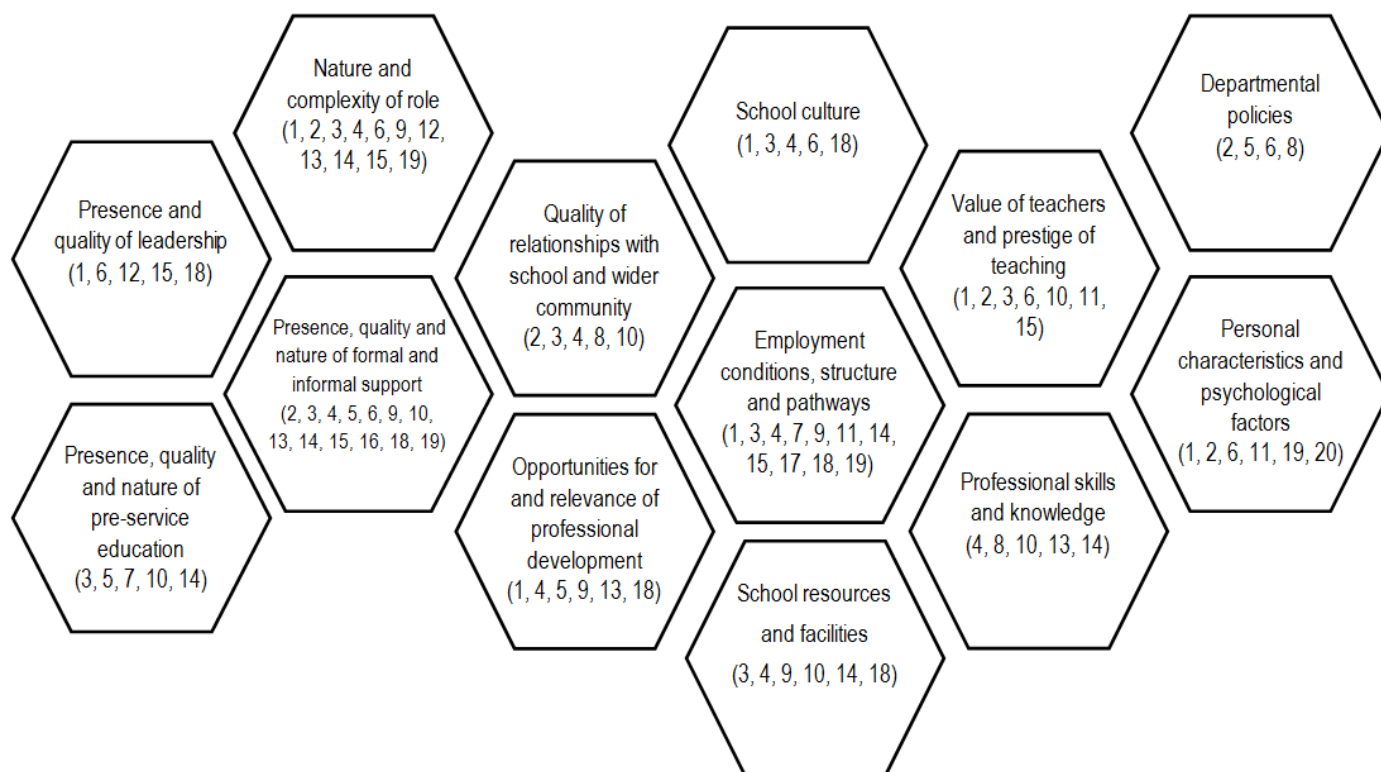 Nature and
complexity of role
(1, 2, 3, 4, 6, 9, 12,
13, 14, 15, 19)
School culture
(1, 3, 4, 6, 18)
Departmental
policies
(2, 5, 6, 8)
Presence and
quality of leadership
(1, 6, 12, 15, 18)
Quality of
relationships with
school and wider
community
(2, 3, 4, 8, 10)
Value of teachers
and prestige of
teaching
(1, 2, 3, 6, 10, 11,
15)
Presence, quality and
nature of formal and
informal support
(2, 3, 4, 5, 6, 9, 10,
13, 14, 15, 16, 18, 19)
Employment
conditions, structure
and pathways
(1, 3, 4, 7, 9, 11, 14,
15, 17, 18, 19)
Personal
characteristics and
psychological
factors
(1, 2, 6, 11, 19, 20)
Presence, quality
and nature of
pre-service
education
(3, 5, 7, 10, 14)
Opportunities for
and relevance of
professional
development
(1, 4, 5, 9, 13, 18)
Professional skills
and knowledge
(4, 8, 10, 13, 14)
School resources
and facilities
(3, 4, 9, 10, 14, 18)